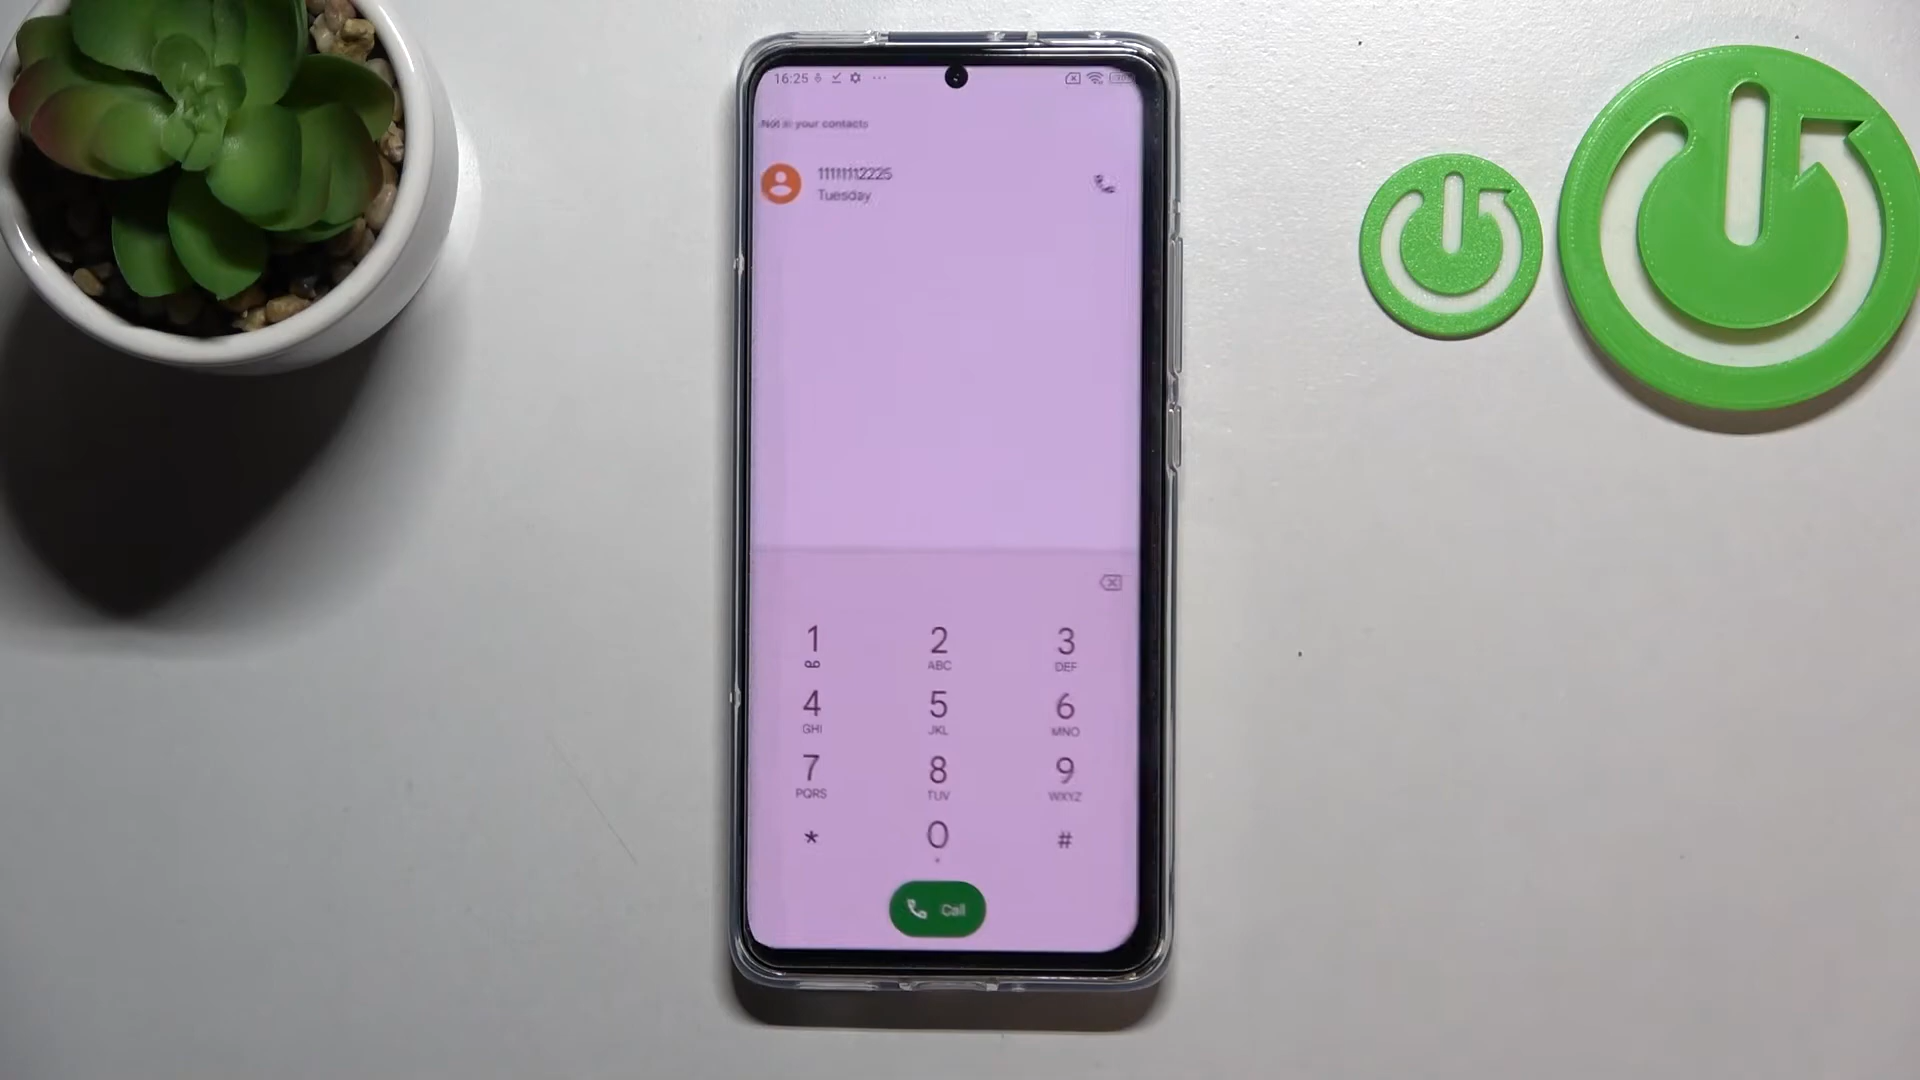 16:25
Not in your contacts
11111112225
Tuesday
1 2 3
ABC DEF
4 5 6
GHI JKL MNO
7 8 9
PQRS TUV WXYZ
* 0 #
Call